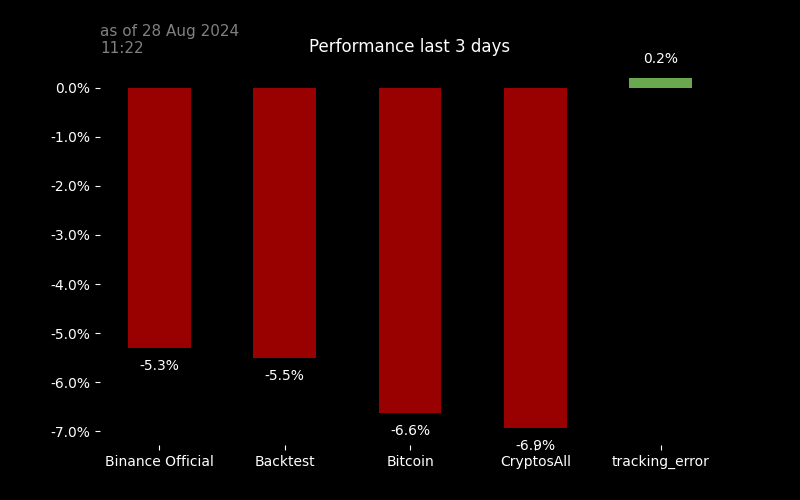 as of 28 Aug 2024
11:22
Performance last 3 days
0.2%
0.0%
-1.0%
-2.0%
-3.0%
-4.0%
-5.0%
-6.0%
-7.0%
-5.3%
-5.5%
-6.6%
-6.9%
Binance Official
Backtest
Bitcoin
CryptosAll
tracking_error